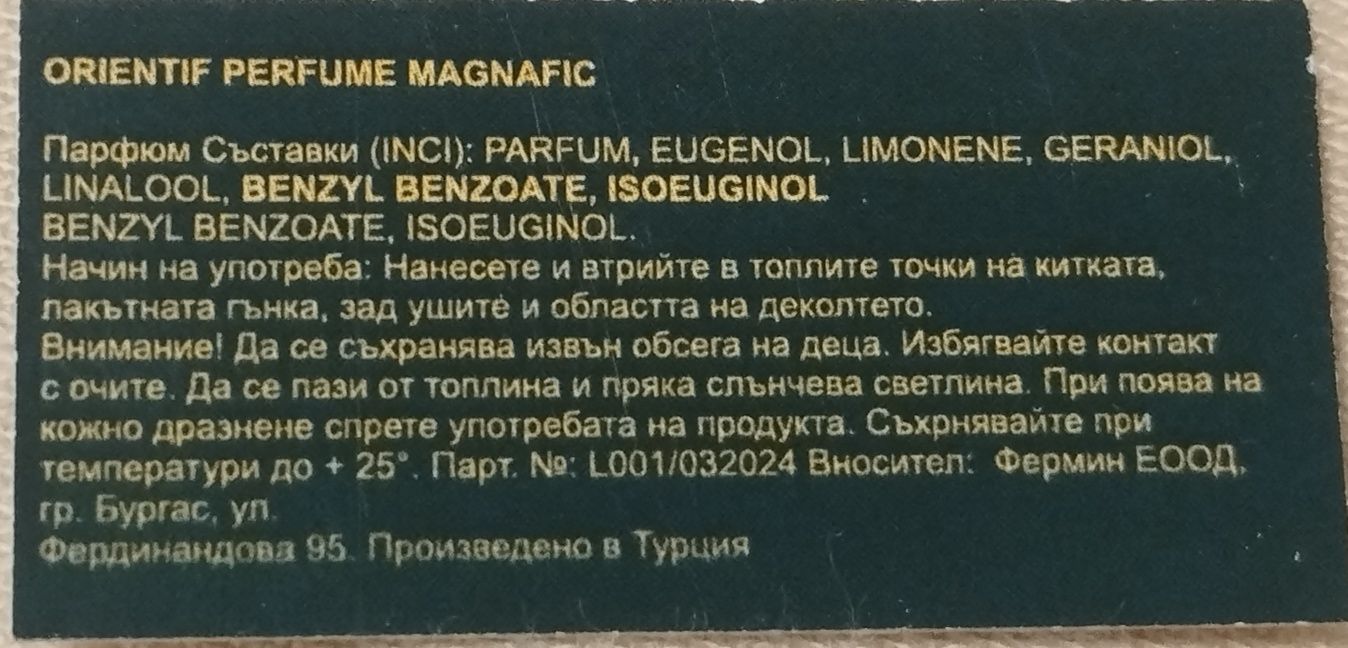 ORIENTIF PERFUME MAGNAFIC
Парфюм Съставки (INCI): PARFUM, EUGENOL, LIMONENE, GERANIOL,
LINALOOL, BENZYL BENZOATE, ISOEUGINOL
BENZYL BENZOATE, ISOEUGINOL.
Начин на употреба: Нанесете и втрийте в топлите точки на китката,
лакътната гънка, зад ушите и областта на деколтето.
Внимание! Да се съхранява извън обсега на деца. Избягвайте контакт
с очите. Да се пази от топлина и пряка слънчева светлина. При поява на
кожно дразнене спрете употребата на продукта. Съхрнявайте при
температури до + 25°. Парт. №: L001/032024 Вносител: Фермин ЕООД,
гр. Бургас, ул.
Фердинандова 95. Произведено в Турция